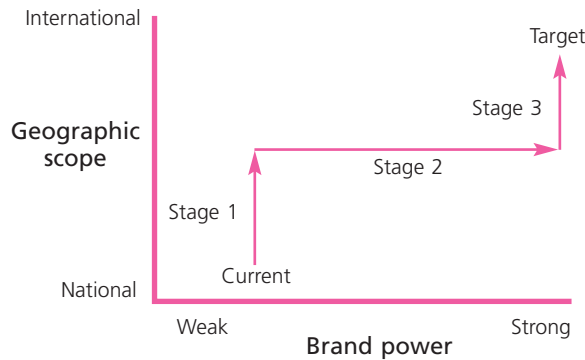 International
Target
Stage 3
Geographic
scope
Stage 2
Stage 1
Current
National
Weak
Strong
Brand power